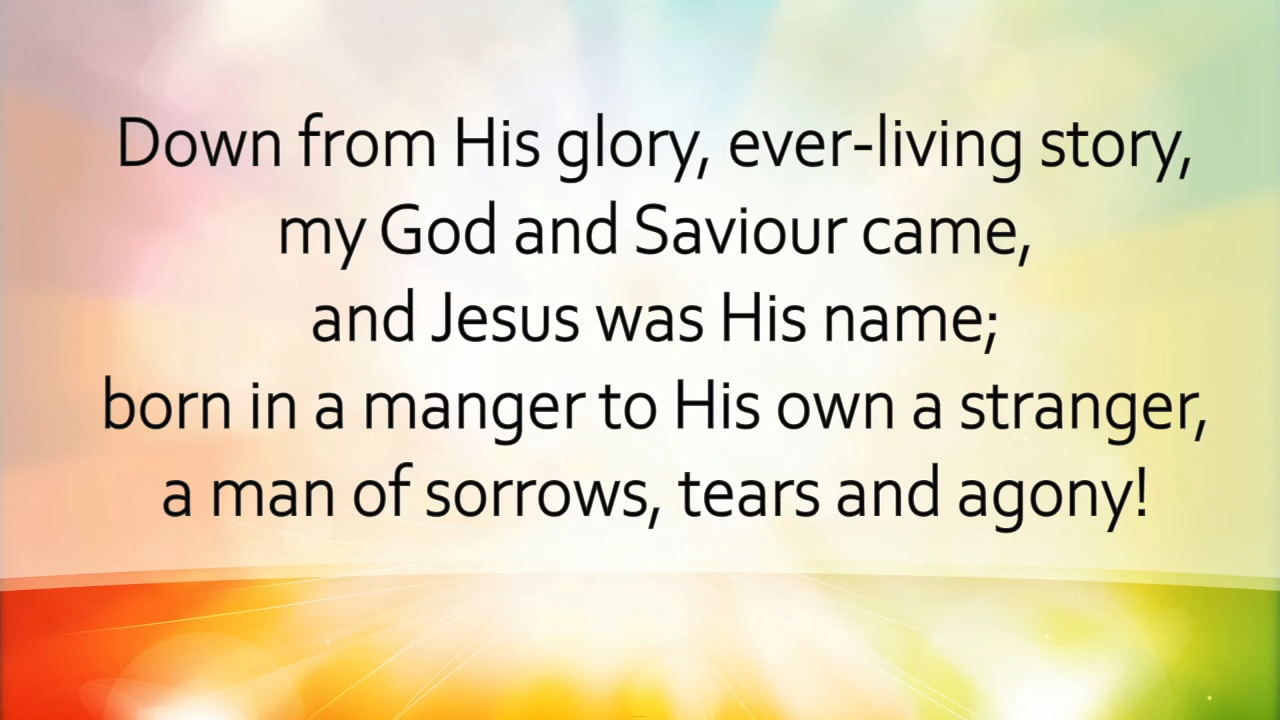 Down from His glory, ever-living story,
my God and Saviour came,
and Jesus was His name;
born in a manger to His own a stranger,
a man of sorrows, tears and agony!